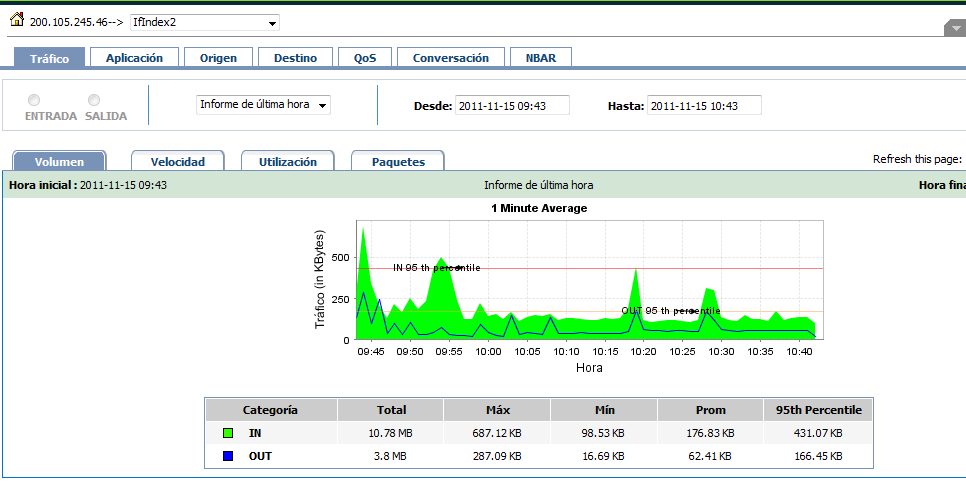 200.105.245.46--> IfIndex2
Tráfico Aplicación Origen Destino QoS Conversación NBAR
ENTRADA SALIDA Informe de última hora Desde: 2011-11-15 09:43 Hasta: 2011-11-15 10:43
Volumen Velocidad Utilización Paquetes Refresh this page:
Hora inicial : 2011-11-15 09:43 Informe de última hora Hora fina
1 Minute Average
Tráfico (in KBytes)
500
IN 95 th percentile
250
OUT 95 th percentile
0
09:45 09:50 09:55 10:00 10:05 10:10 10:15 10:20 10:25 10:30 10:35 10:40
Hora
Categoría Total Máx Mín Prom 95th Percentile
IN 10.78 MB 687.12 KB 98.53 KB 176.83 KB 431.07 KB
OUT 3.8 MB 287.09 KB 16.69 KB 62.41 KB 166.45 KB